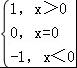 1, x＞0
0, x=0
-1, x＜0